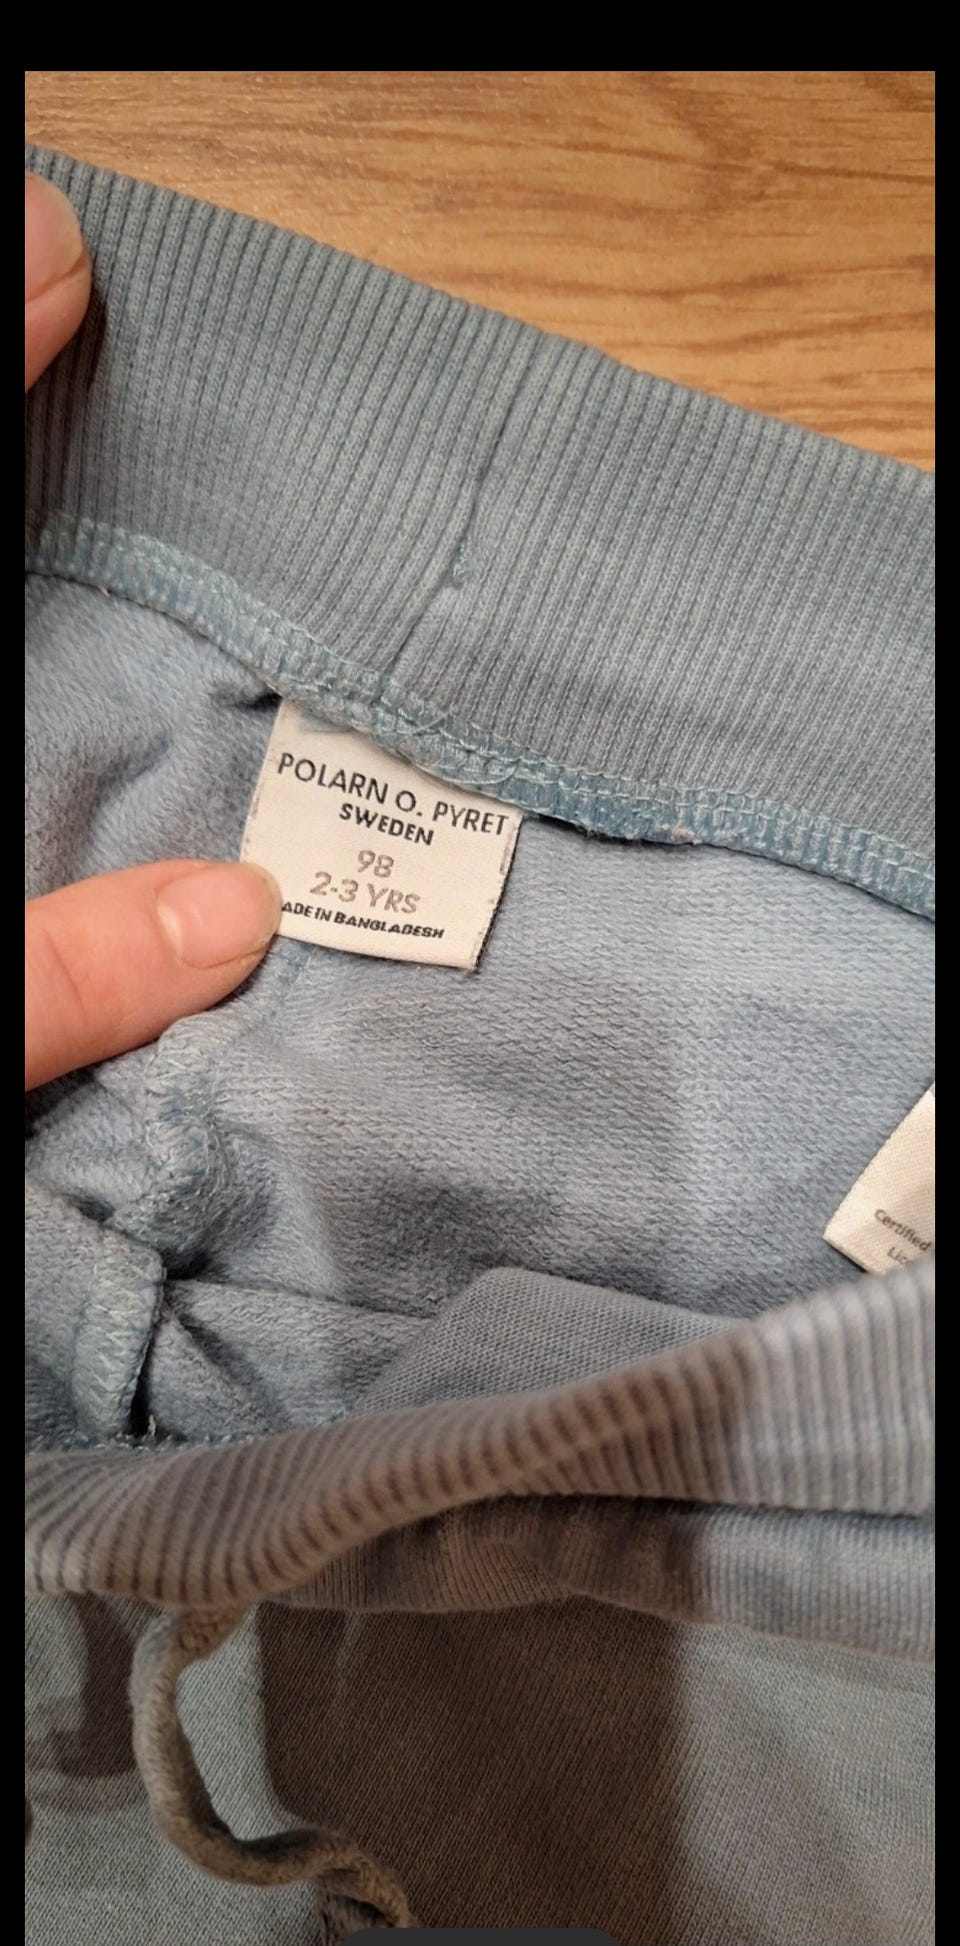 POLARN O. PYRET
SWEDEN
98
2-3 YRS
ADE IN BANGLADESH
Certified